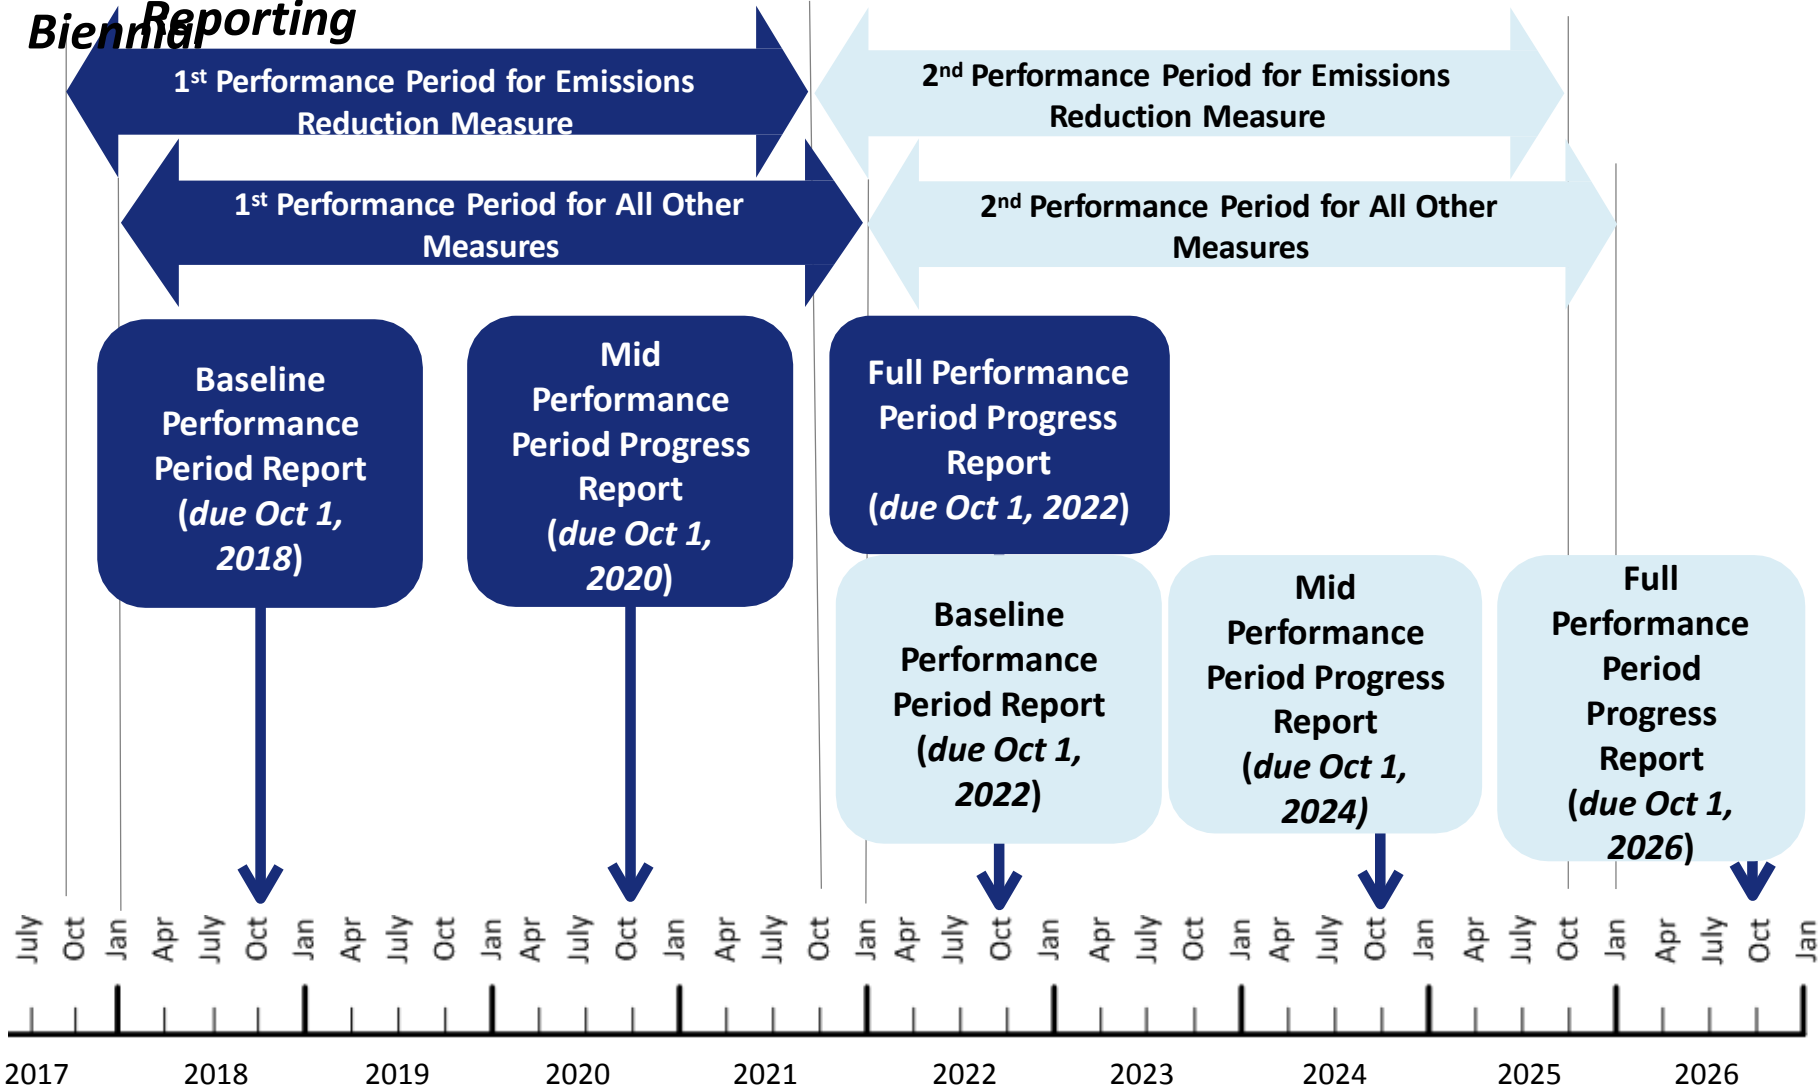 Biennial Reporting
1st Performance Period for Emissions
Reduction Measure
2nd Performance Period for Emissions
Reduction Measure
1st Performance Period for All Other
Measures
2nd Performance Period for All Other
Measures
Baseline
Performance
Period Report
(due Oct 1,
2018)
Mid
Performance
Period Progress
Report
(due Oct 1,
2020)
Full Performance
Period Progress
Report
(due Oct 1, 2022)
Baseline
Performance
Period Report
(due Oct 1,
2022)
Mid
Performance
Period Progress
Report
(due Oct 1,
2024)
Full
Performance
Period
Progress
Report
(due Oct 1,
2026)
July Oct Jan Apr July Oct Jan Apr July Oct Jan Apr July Oct Jan Apr July Oct Jan Apr July Oct Jan Apr July Oct Jan Apr July Oct Jan Apr July Oct Jan Apr July Oct Jan
2017 2018 2019 2020 2021 2022 2023 2024 2025 2026